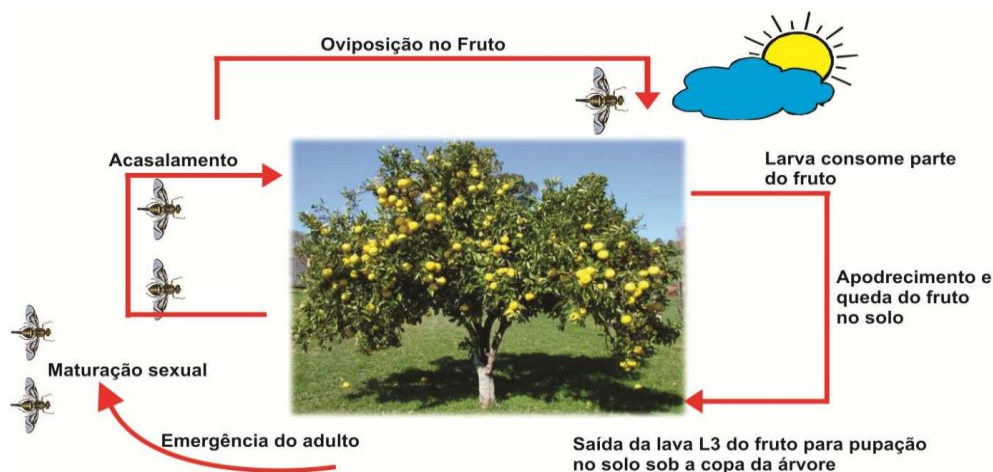 Oviposição no Fruto
Acasalamento
Larva consome parte
do fruto
Apodrecimento e
queda do fruto
no solo
Maturação sexual
Emergência do adulto
Saída da lava L3 do fruto para pupação
no solo sob a copa da árvore